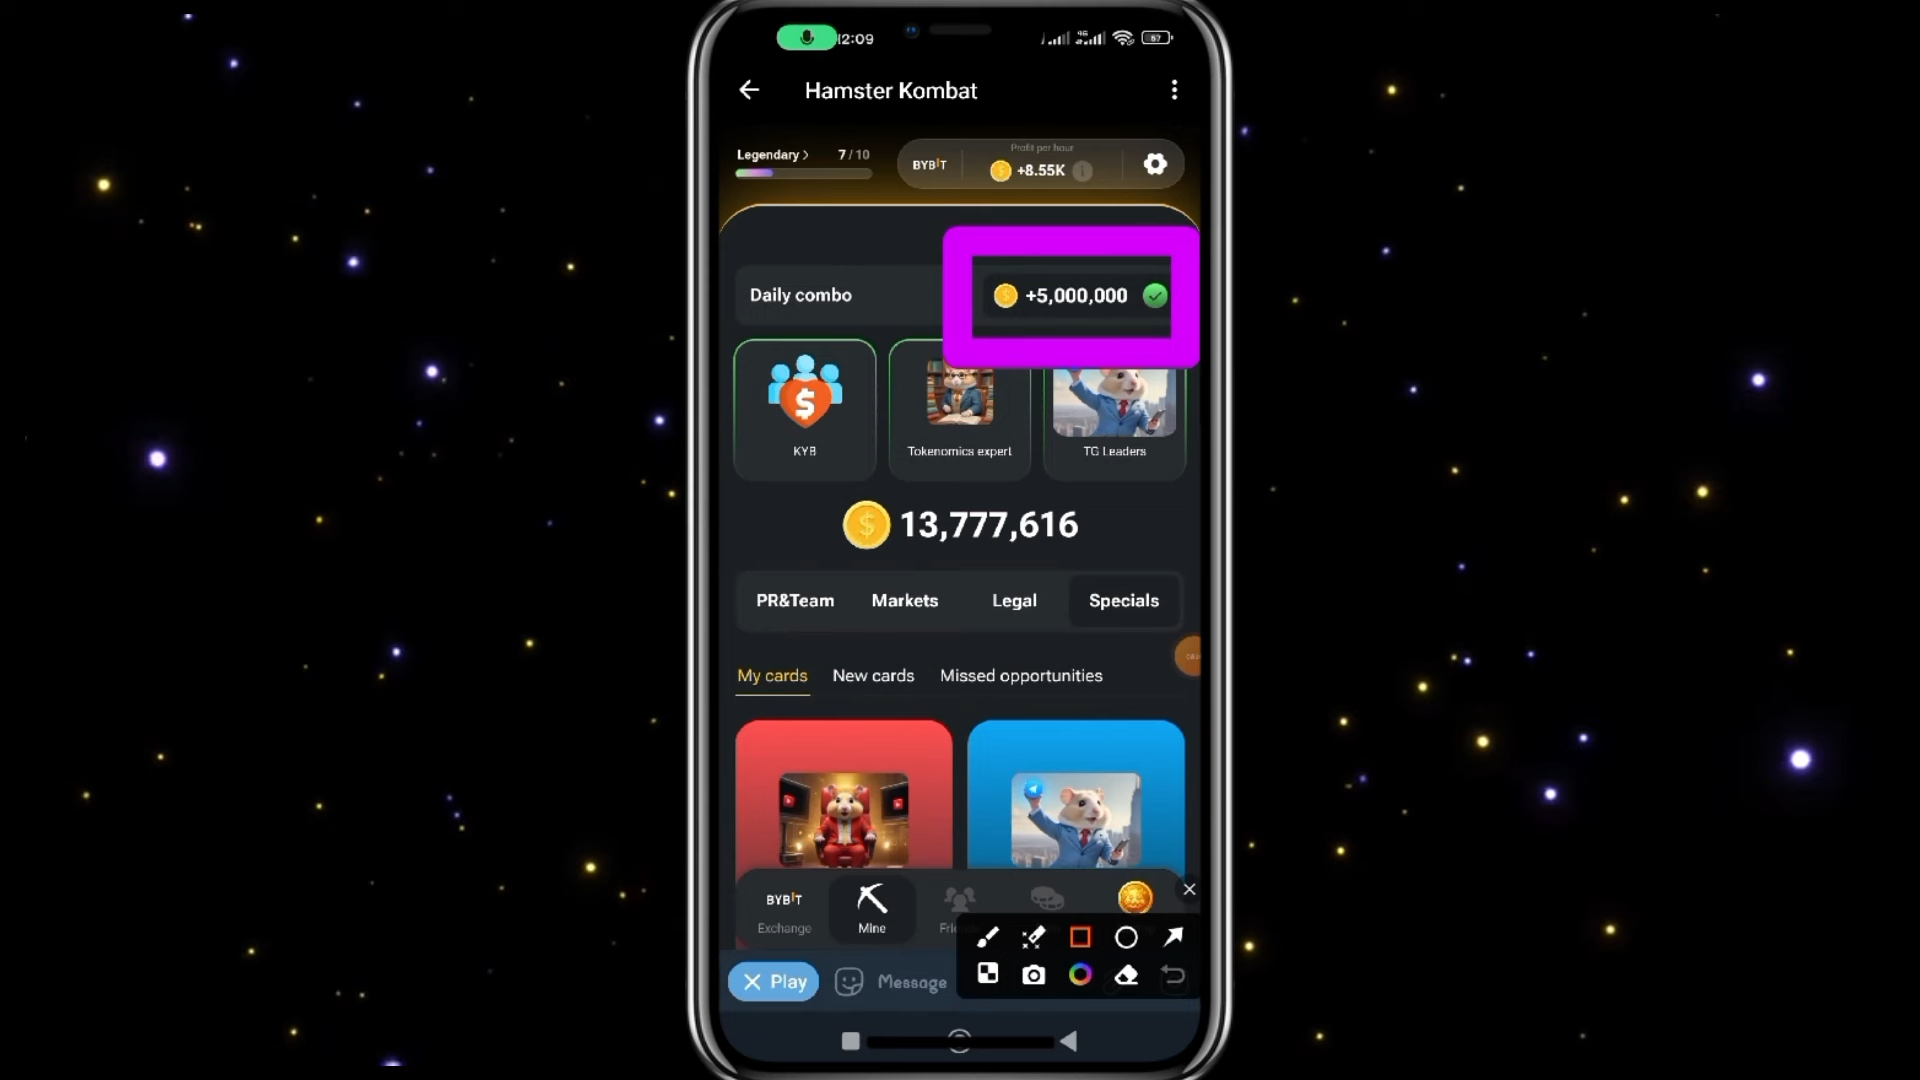 12:09
4G
57
Hamster Kombat
Legendary >
7 / 10
BYBIT
Profit per hour
+8.55K
Daily combo
+5,000,000
KYB
Tokenomics expert
TG Leaders
13,777,616
PR&Team
Markets
Legal
Specials
My cards
New cards
Missed opportunities
BYBIT
Exchange
Mine
Play
Message